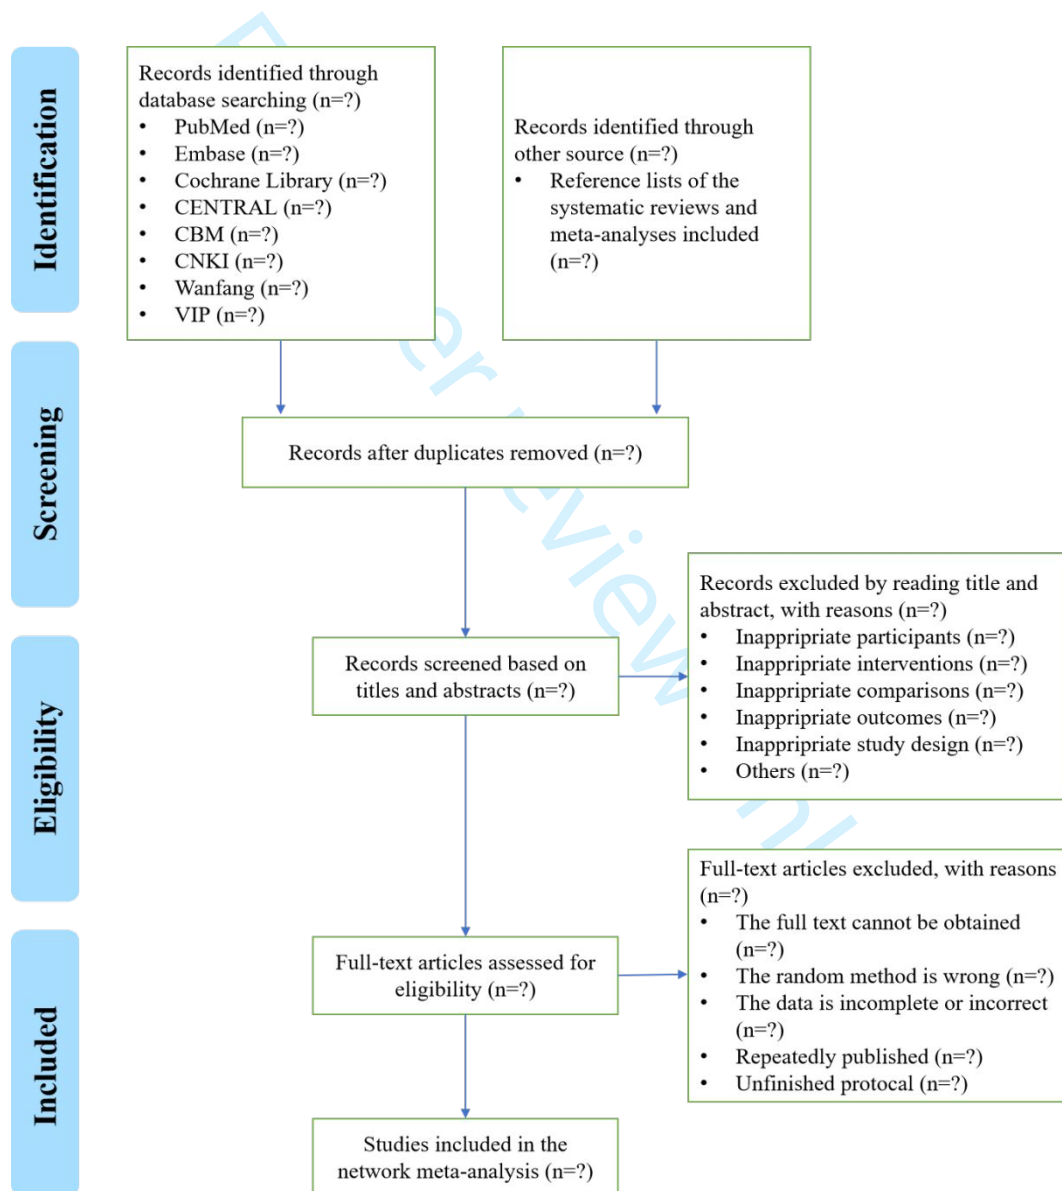 Identification
Records identified through
database searching (n=?)
• PubMed (n=?)
• Embase (n=?)
• Cochrane Library (n=?)
• CENTRAL (n=?)
• CBM (n=?)
• CNKI (n=?)
• Wanfang (n=?)
• VIP (n=?)
Records identified through
other source (n=?)
• Reference lists of the
systematic reviews and
meta-analyses included
(n=?)
Screening
Records after duplicates removed (n=?)
Records excluded by reading title and
abstract, with reasons (n=?)
• Inappripriate participants (n=?)
• Inappripriate interventions (n=?)
• Inappripriate comparisons (n=?)
• Inappripriate outcomes (n=?)
• Inappripriate study design (n=?)
• Others (n=?)
Eligibility
Records screened based on
titles and abstracts (n=?)
Full-text articles excluded, with reasons
(n=?)
• The full text cannot be obtained
(n=?)
• The random method is wrong (n=?)
• The data is incomplete or incorrect
(n=?)
• Repeatedly published (n=?)
• Unfinished protocal (n=?)
Included
Full-text articles assessed for
eligibility (n=?)
Studies included in the
network meta-analysis (n=?)